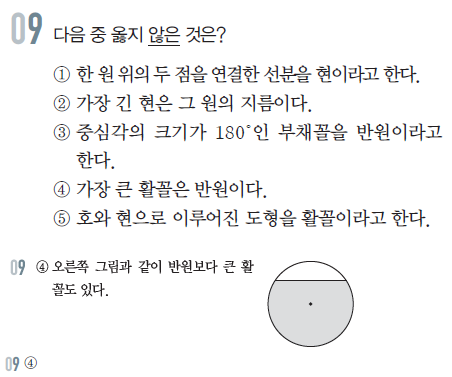 09 다음 중 옳지 않은 것은?
① 한 원 위의 두 점을 연결한 선분을 현이라고 한다.
② 가장 긴 현은 그 원의 지름이다.
③ 중심각의 크기가 180°인 부채꼴을 반원이라고
한다.
④ 가장 큰 활꼴은 반원이다.
⑤ 호와 현으로 이루어진 도형을 활꼴이라고 한다.
09 ④ 오른쪽 그림과 같이 반원보다 큰 활
꼴도 있다.
09 ④